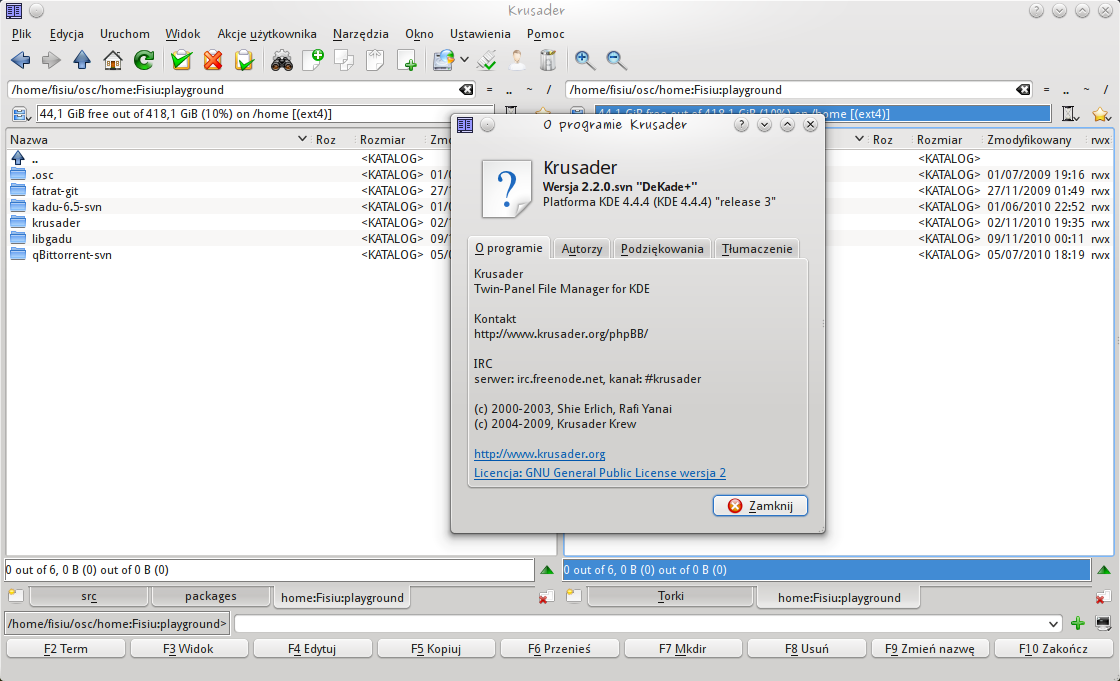 Krusader
Plik Edycja Uruchom Widok Akcje użytkownika Narzędzia Okno Ustawienia Pomoc
/home/fisiu/osc/home:Fisiu:playground = .. ~ /
/home/fisiu/osc/home:Fisiu:playground = .. ~ /
44,1 GiB free out of 418,1 GiB (10%) on /home [(ext4)]
44,1 GiB free out of 418,1 GiB (10%) on /home [(ext4)]
Nazwa Roz Rozmiar
.. <KATALOG>
.osc <KATALOG> 01/0
fatrat-git <KATALOG> 27/
kadu-6.5-svn <KATALOG> 01/0
krusader <KATALOG> 02/
libgadu <KATALOG> 09/
qBittorrent-svn <KATALOG> 05/0
Roz Rozmiar Zmodyfikowany rwx
<KATALOG>
<KATALOG> 01/07/2009 19:16 rwx
<KATALOG> 27/11/2009 01:49 rwx
<KATALOG> 01/06/2010 22:52 rwx
<KATALOG> 02/11/2010 19:35 rwx
<KATALOG> 09/11/2010 00:11 rwx
<KATALOG> 05/07/2010 18:19 rwx
O programie Krusader
Krusader
Wersja 2.2.0.svn "DeKade+"
Platforma KDE 4.4.4 (KDE 4.4.4) "release 3"
O programie Autorzy Podziękowania Tłumaczenie
Krusader
Twin-Panel File Manager for KDE
Kontakt
http://www.krusader.org/phpBB/
IRC
serwer: irc.freenode.net, kanał: #krusader
(c) 2000-2003, Shie Erlich, Rafi Yanai
(c) 2004-2009, Krusader Krew
http://www.krusader.org
Licencja: GNU General Public License wersja 2
Zamknij
0 out of 6, 0 B (0) out of 0 B (0)
0 out of 6, 0 B (0) out of 0 B (0)
src packages home:Fisiu:playground
Torki home:Fisiu:playground
/home/fisiu/osc/home:Fisiu:playground>
F2 Term F3 Widok F4 Edytuj F5 Kopiuj F6 Przenieś F7 Mkdir F8 Usuń F9 Zmień nazwę F10 Zakończ